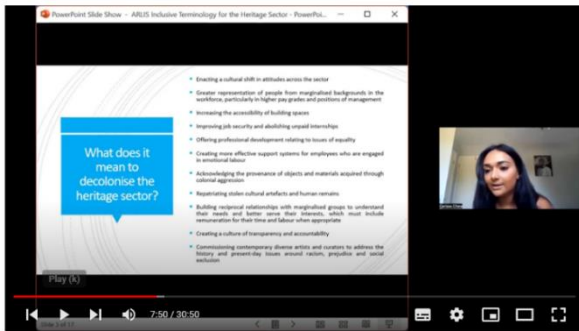 PowerPoint Slide Show - ARLIS Inclusive Terminology for the Heritage Sector - PowerPoi...
What does it
mean to
decolonise the
heritage sector?
Enacting a cultural shift in attitudes across the sector
Greater representation of people from marginalised backgrounds in the
workforce, particularly in higher pay grades and positions of management
Increasing the accessibility of building spaces
Improving job security and abolishing unpaid internships
Offering professional development relating to issues of equality
Creating more effective support systems for employees who are engaged
in emotional labour
Acknowledging the provenance of objects and materials acquired through
colonial aggression
Repatriating stolen cultural artefacts and human remains
Building reciprocal relationships with marginalised groups to understand
their needs and better serve their interests, which must include
remuneration for their time and labour when appropriate
Creating a culture of transparency and accountability
Commissioning contemporary diverse artists and curators to address the
history and present-day issues around racism, prejudice and social
exclusion
Play (k)
7:50 / 30:50
Slide 3 of 17